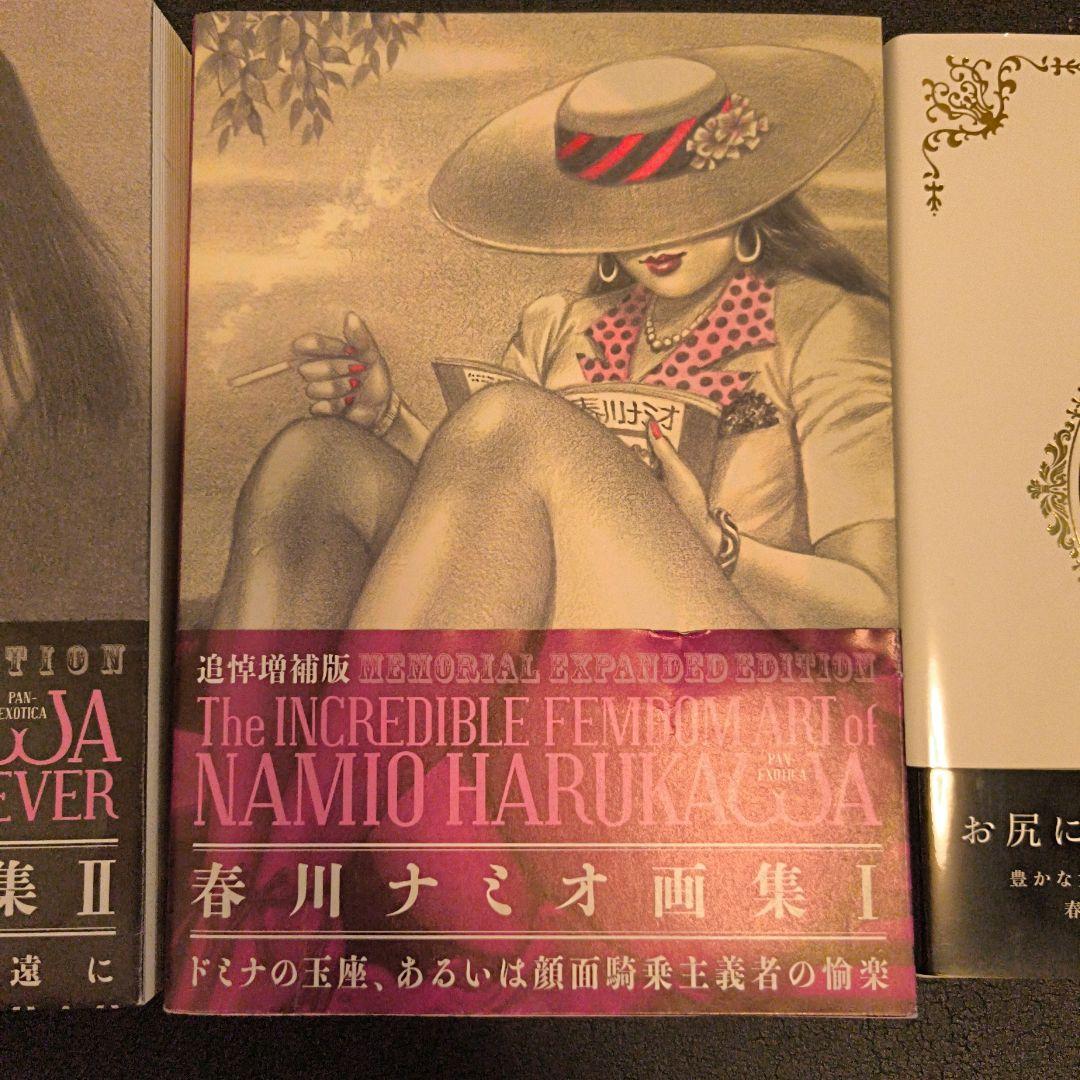 TION
PAN-
EXOTICA
WA
EVER
集 II
遠に
春川ナミオ
追悼増補版 MEMORIAL EXPANDED EDITION
The INCREDIBLE FEMDOM ART of
NAMIO HARUKAWA
PAN-
EXOTICA
春川ナミオ画集 I
ドミナの玉座、あるいは顔面騎乗主義者の愉楽
お尻に
豊かな
春